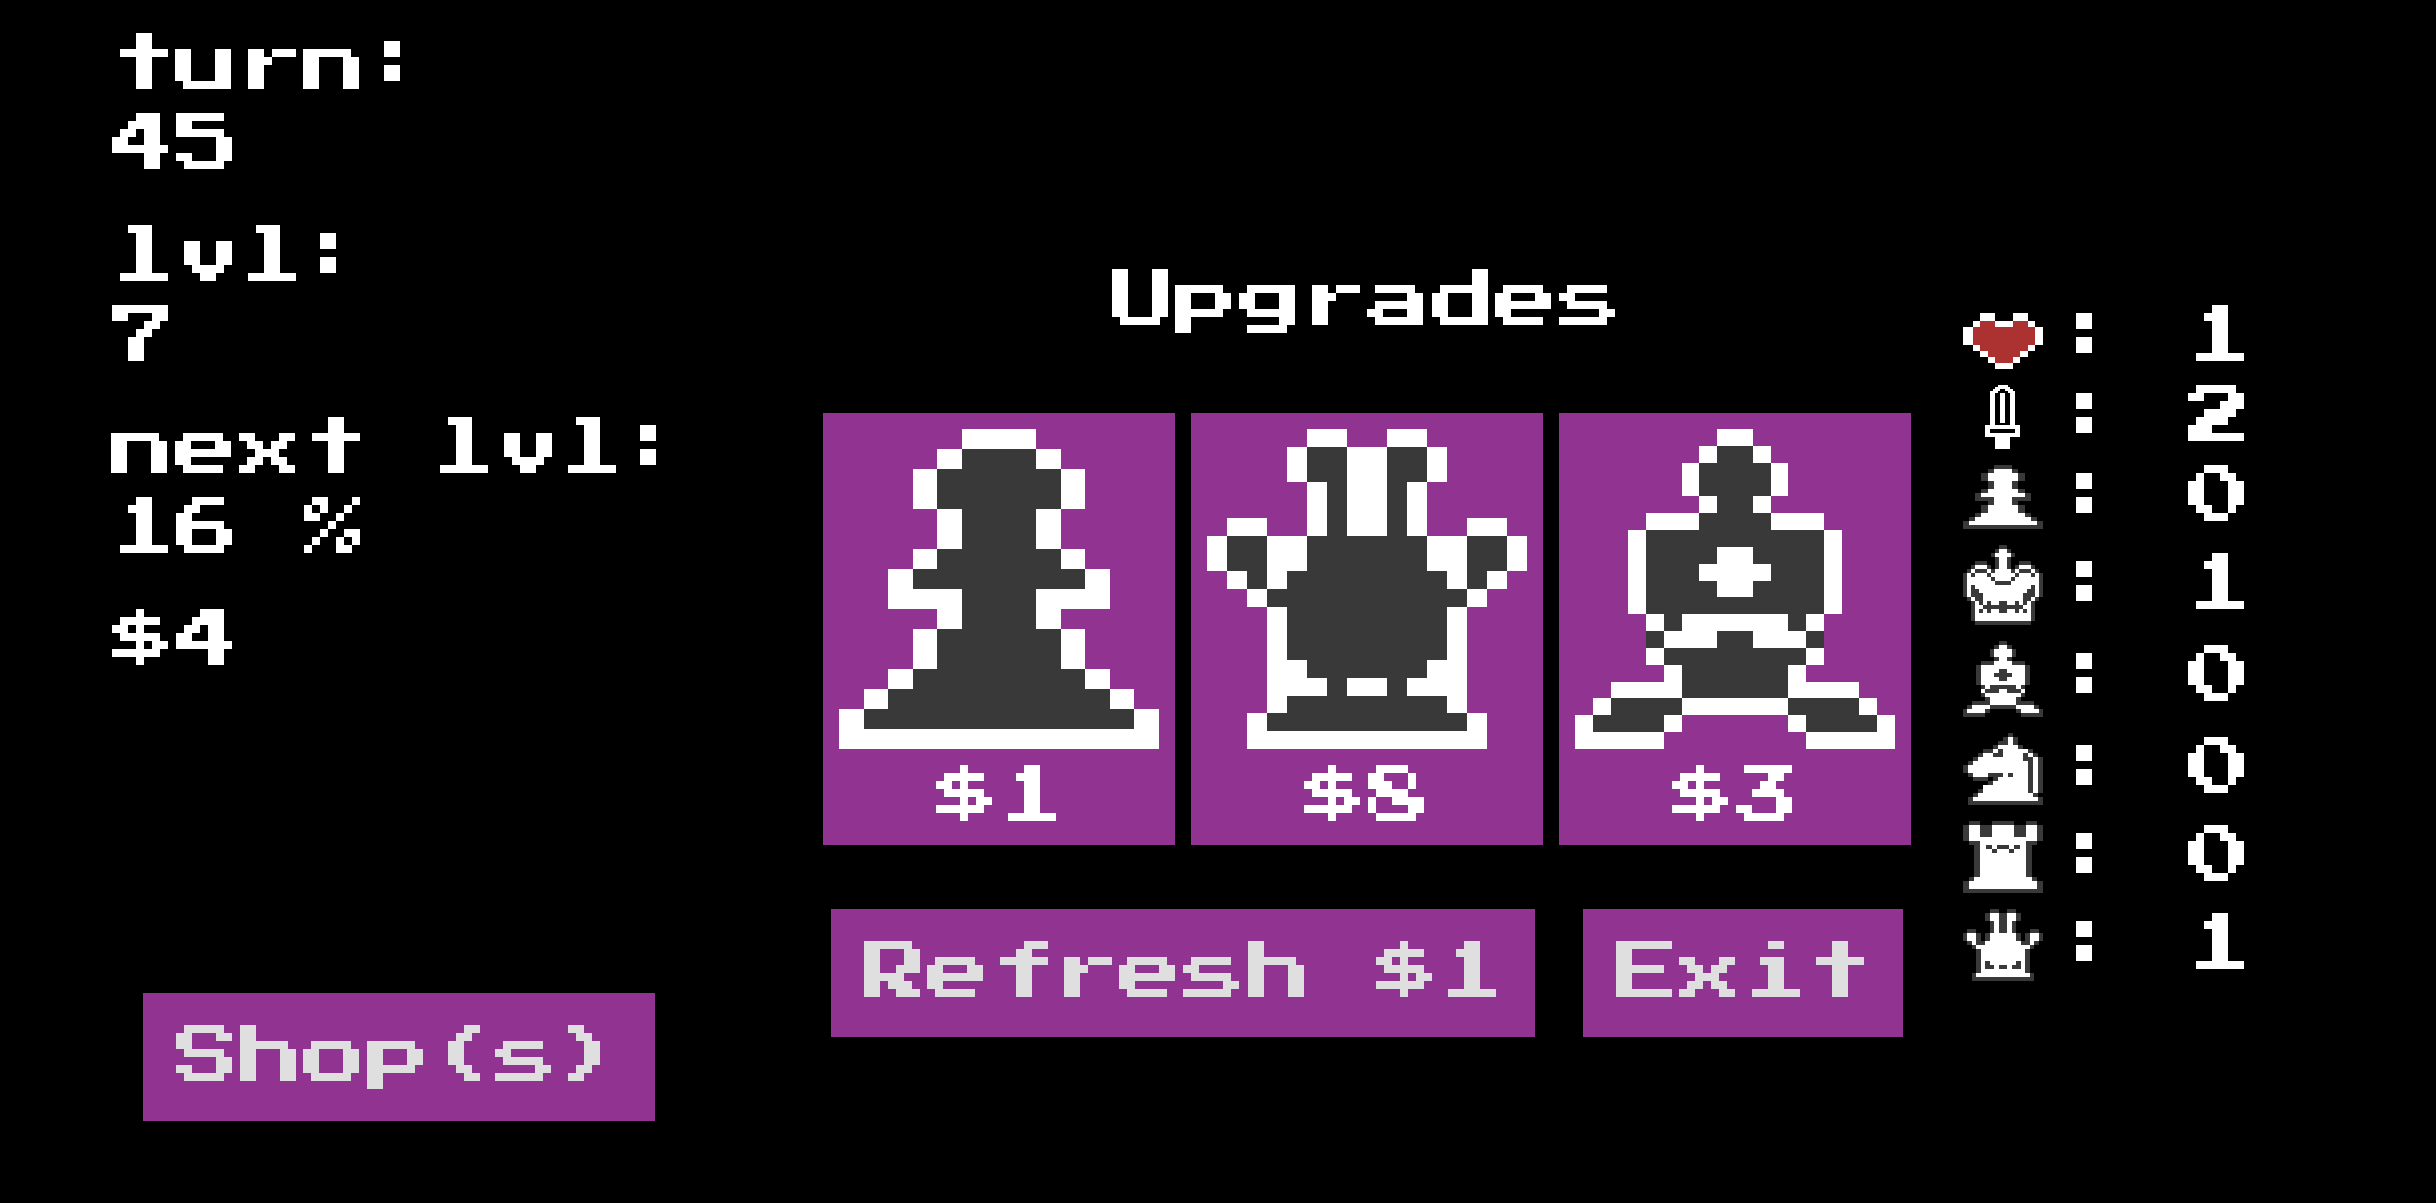 turn:
45
lvl:
7
next lvl:
16 %
$4
Shop(s)
Upgrades
$1
$8
$3
Refresh $1
Exit
: 1
: 2
: 0
: 1
: 0
: 0
: 0
: 1